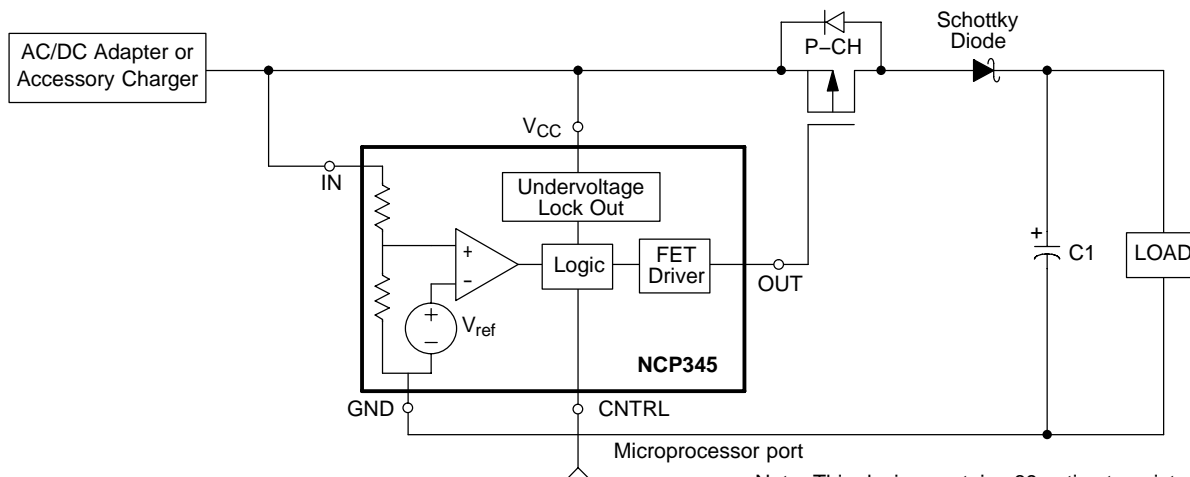 AC/DC Adapter or
Accessory Charger
P–CH
Schottky
Diode
VCC
IN
Undervoltage
Lock Out
+
–
Logic
FET
Driver
OUT
+
–
Vref
NCP345
GND
CNTRL
+
C1
LOAD
Microprocessor port